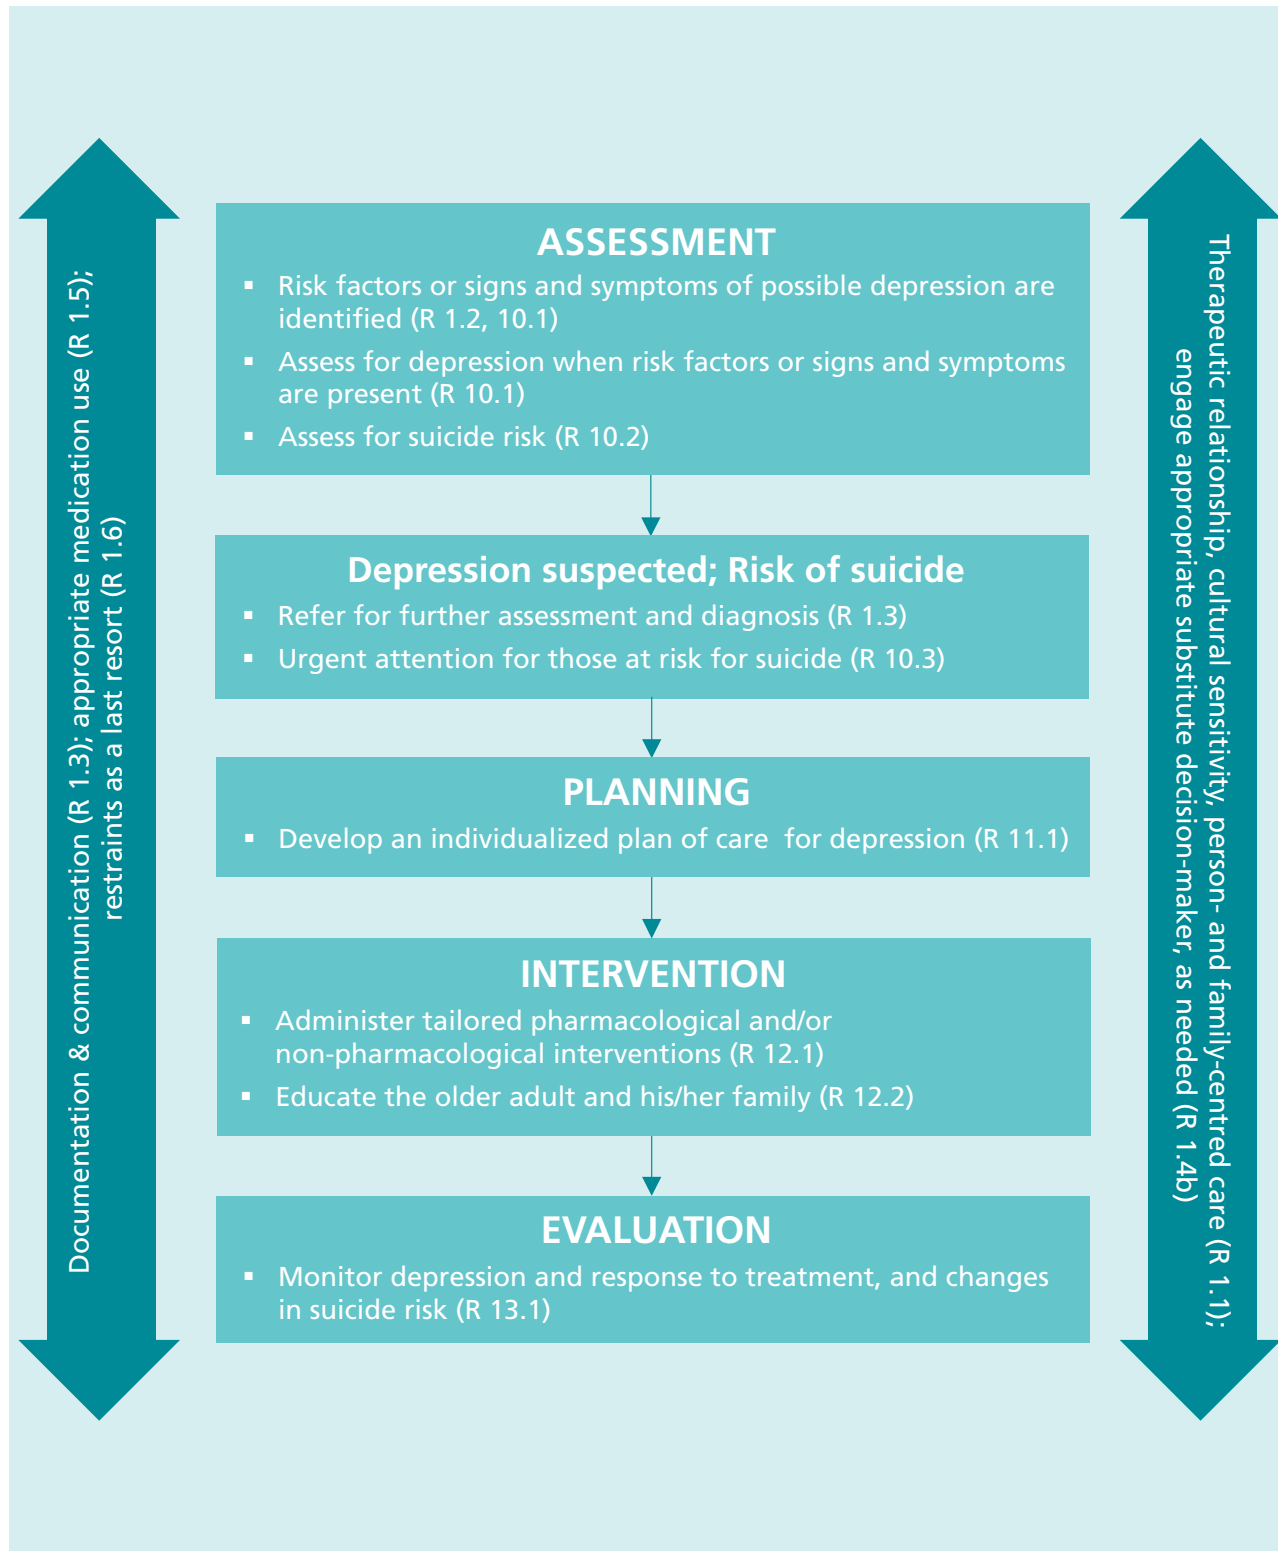 Documentation & communication (R 1.3); appropriate medication use (R 1.5);
restraints as a last resort (R 1.6)
ASSESSMENT
▪ Risk factors or signs and symptoms of possible depression are
identified (R 1.2, 10.1)
▪ Assess for depression when risk factors or signs and symptoms
are present (R 10.1)
▪ Assess for suicide risk (R 10.2)
Depression suspected; Risk of suicide
▪ Refer for further assessment and diagnosis (R 1.3)
▪ Urgent attention for those at risk for suicide (R 10.3)
PLANNING
▪ Develop an individualized plan of care for depression (R 11.1)
INTERVENTION
▪ Administer tailored pharmacological and/or
non-pharmacological interventions (R 12.1)
▪ Educate the older adult and his/her family (R 12.2)
EVALUATION
▪ Monitor depression and response to treatment, and changes
in suicide risk (R 13.1)
Therapeutic relationship, cultural sensitivity, person- and family-centred care (R 1.1);
engage appropriate substitute decision-maker, as needed (R 1.4b)